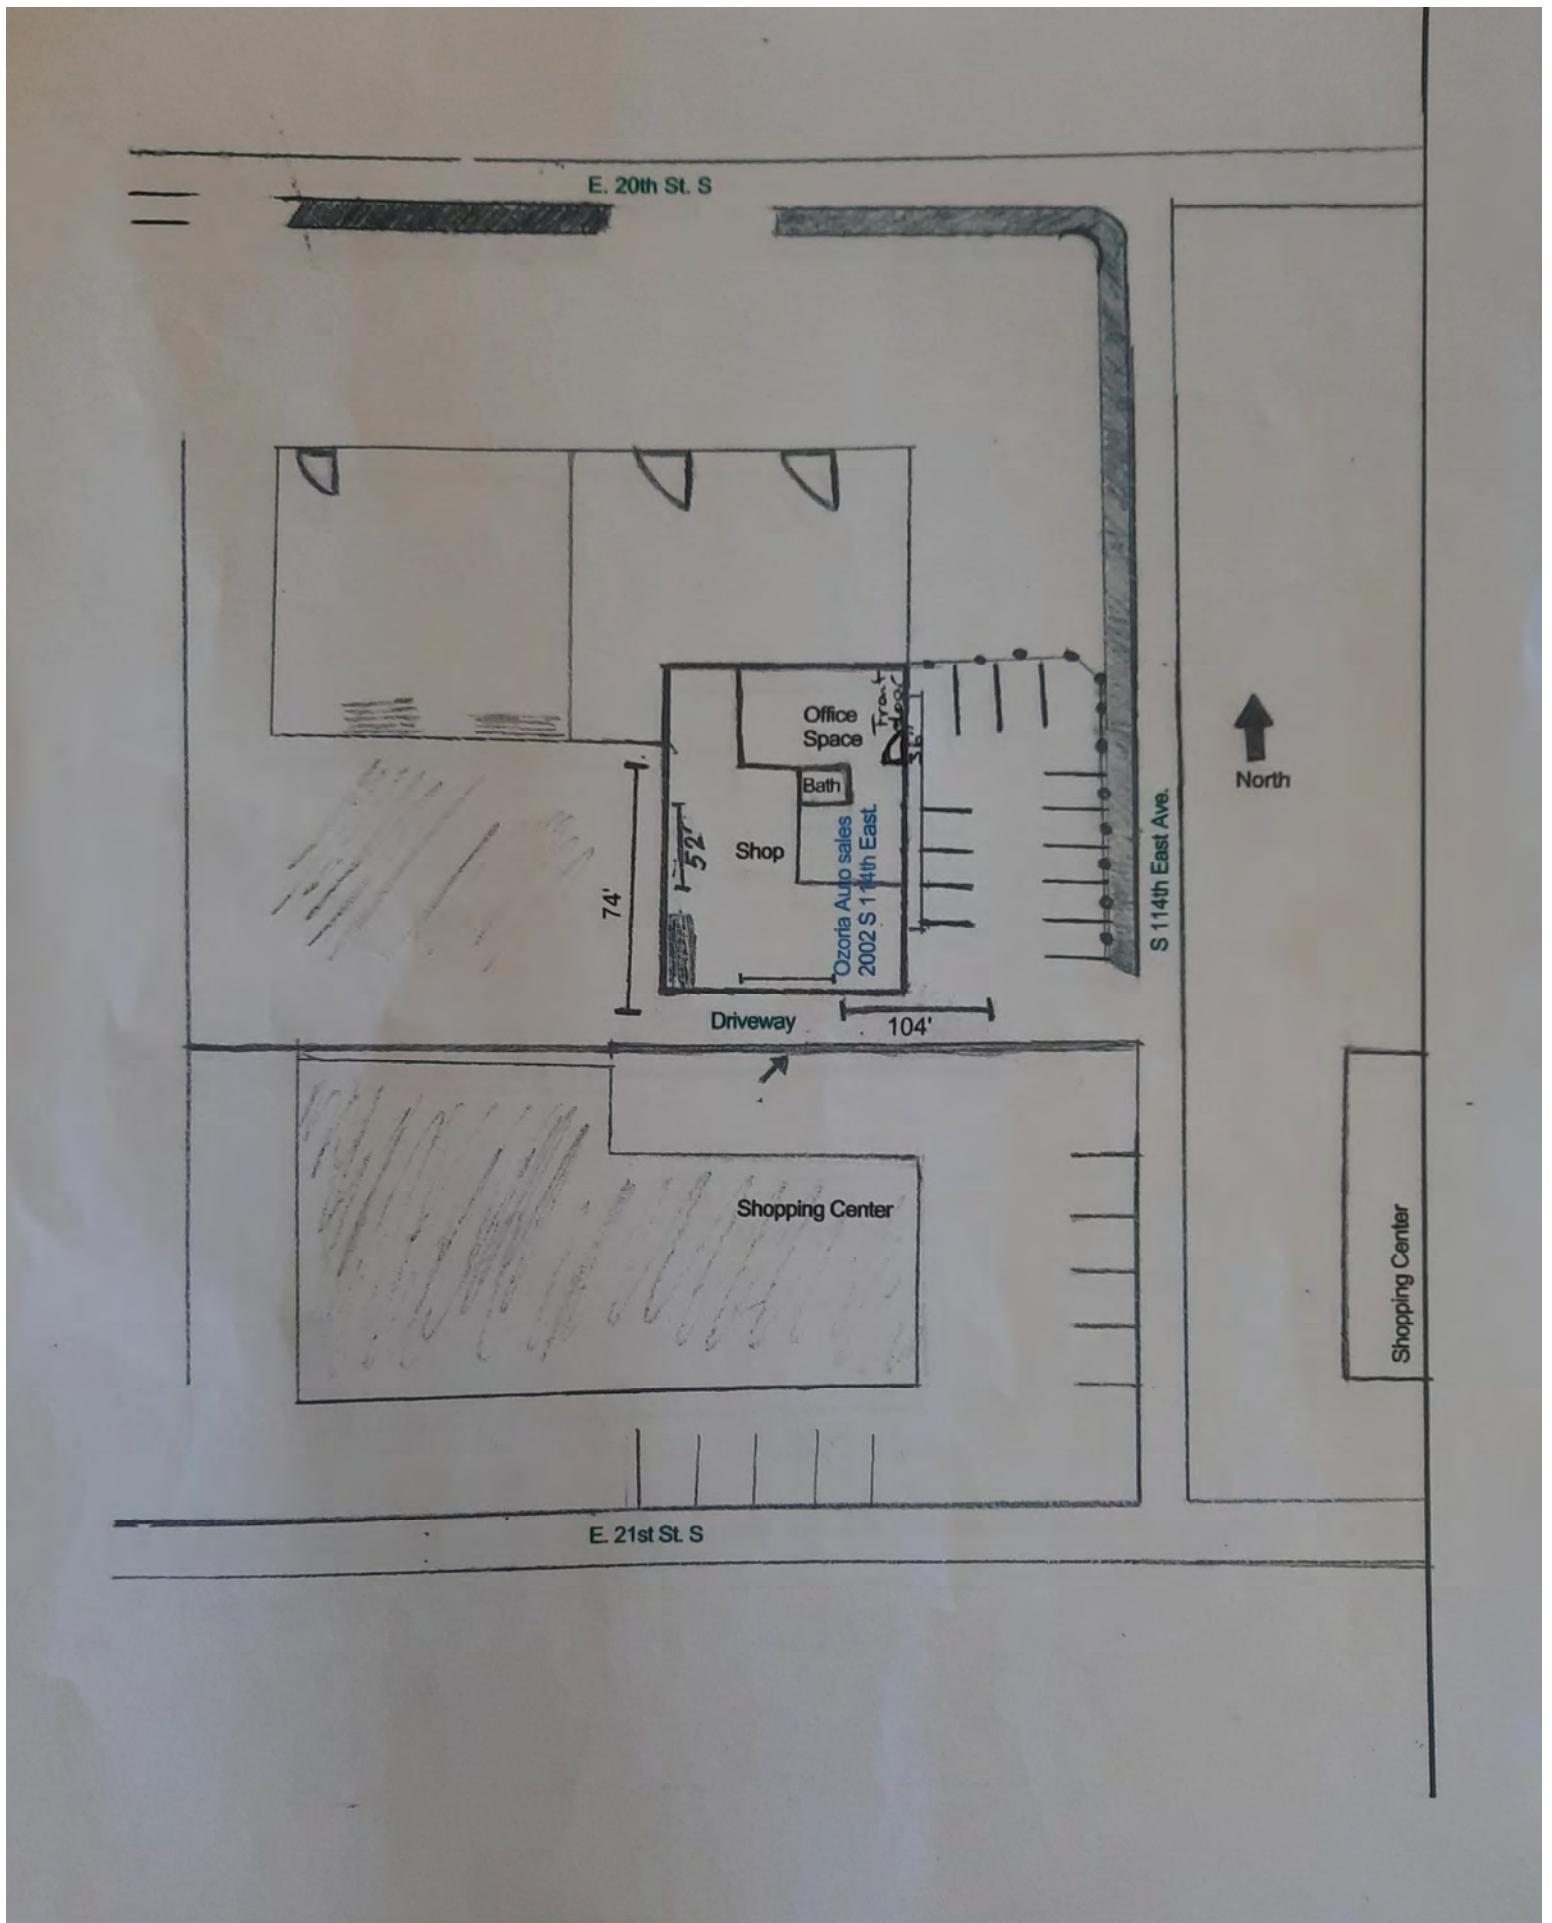 E. 20th St. S
Office
Space
Front
door
36"
Bath
North
Shop
52'
74'
Ozoria Auto sales
2002 S 114th East.
S 114th East Ave.
Driveway
104'
Shopping Center
Shopping Center
E. 21st St. S